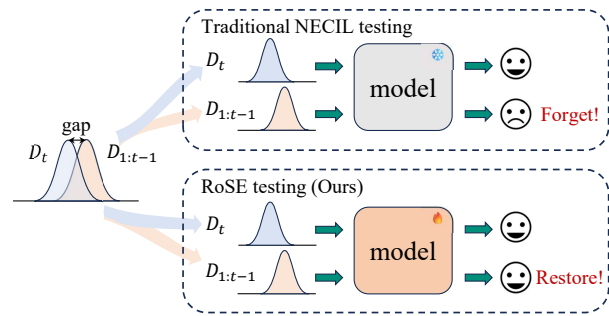 Traditional NECIL testing
D_t
D_{1:t−1}
model
Forget!
gap
D_t
D_{1:t−1}
RoSE testing (Ours)
D_t
D_{1:t−1}
model
Restore!